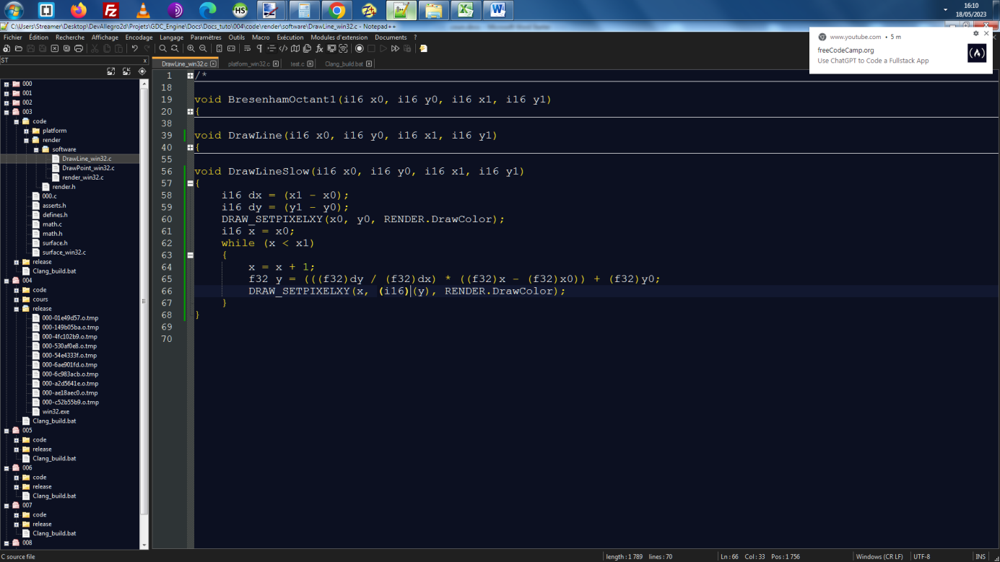 16:10
18/05/2023
C:\Users\Streamer\Desktop\DevAllegro2d\Projets\GDC_Engine\Docs\Docs_tuto\004\code\render\software\DrawLine_win32.c - Notepad++
Fichier Édition Recherche Affichage Encodage Langage Paramètres Outils Macro Exécution Modules d'extension Documents ?
www.youtube.com • 5 m
freeCodeCamp.org
Use ChatGPT to Code a Fullstack App
ST
x
DrawLine_win32.c platform_win32.c test.c Clang_build.bat
000
001
002
003
code
platform
render
software
DrawLine_win32.c
DrawPoint_win32.c
render_win32.c
render.h
000.c
asserts.h
defines.h
math.c
math.h
surface.h
surface_win32.c
release
Clang_build.bat
004
code
cours
release
000-01e49d57.o.tmp
000-149b05ba.o.tmp
000-4fc102b9.o.tmp
000-530af0e8.o.tmp
000-54e4333f.o.tmp
000-6ae901fd.o.tmp
000-6c983acb.o.tmp
000-a2d5641e.o.tmp
000-ae18aec0.o.tmp
000-c52b55b9.o.tmp
win32.exe
Clang_build.bat
005
code
release
Clang_build.bat
006
code
release
Clang_build.bat
007
code
release
Clang_build.bat
008
1 /*
18
19 void BresenhamOctant1(i16 x0, i16 y0, i16 x1, i16 y1)
20 {
38
39 void DrawLine(i16 x0, i16 y0, i16 x1, i16 y1)
40 {
55
56 void DrawLineSlow(i16 x0, i16 y0, i16 x1, i16 y1)
57 {
58 i16 dx = (x1 - x0);
59 i16 dy = (y1 - y0);
60 DRAW_SETPIXELXY(x0, y0, RENDER.DrawColor);
61 i16 x = x0;
62 while (x < x1)
63 {
64 x = x + 1;
65 f32 y = (((f32)dy / (f32)dx) * ((f32)x - (f32)x0)) + (f32)y0;
66 DRAW_SETPIXELXY(x, (i16)(y), RENDER.DrawColor);
67 }
68 }
69
70
C source file
length : 1 789 lines : 70
Ln : 66 Col : 33 Pos : 1 756
Windows (CR LF)
UTF-8
INS